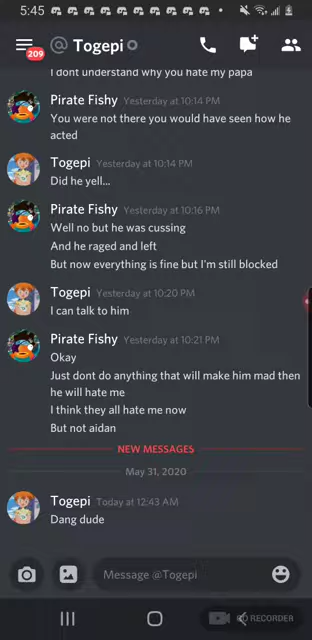 5:45
209
@ Togepi
I dont understand why you hate my papa
Pirate Fishy Yesterday at 10:14 PM
You were not there you would have seen how he
acted
Togepi Yesterday at 10:14 PM
Did he yell...
Pirate Fishy Yesterday at 10:16 PM
Well no but he was cussing
And he raged and left
But now everything is fine but I'm still blocked
Togepi Yesterday at 10:20 PM
I can talk to him
Pirate Fishy Yesterday at 10:21 PM
Okay
Just dont do anything that will make him mad then
he will hate me
I think they all hate me now
But not aidan
NEW MESSAGES
May 31, 2020
Togepi Today at 12:43 AM
Dang dude
Message @Togepi
RECORDER